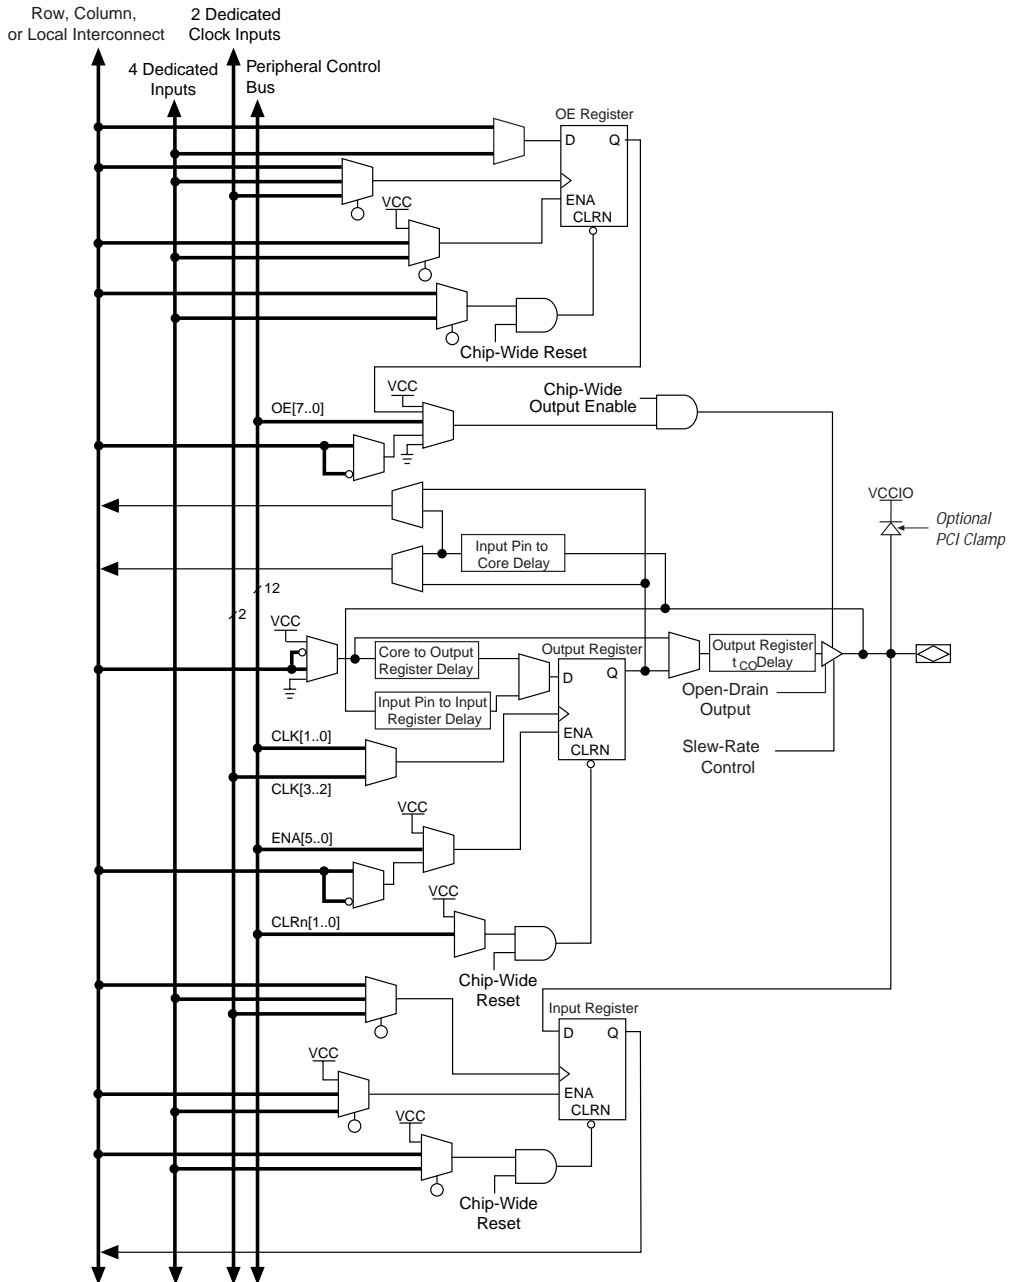 Row, Column,
or Local Interconnect
2 Dedicated
Clock Inputs
4 Dedicated
Inputs
Peripheral Control
Bus
OE Register
D Q
ENA
CLRN
VCC
Chip-Wide Reset
VCC
Chip-Wide
Output Enable
OE[7..0]
VCCIO
Optional
PCI Clamp
Input Pin to
Core Delay
12
2
VCC
Core to Output
Register Delay
Output Register
Output Register
t CO Delay
D Q
Input Pin to Input
Register Delay
Open-Drain
Output
CLK[1..0]
ENA
CLRN
Slew-Rate
Control
CLK[3..2]
VCC
ENA[5..0]
VCC
CLRn[1..0]
Chip-Wide
Reset
Input Register
D Q
VCC
ENA
CLRN
VCC
Chip-Wide
Reset